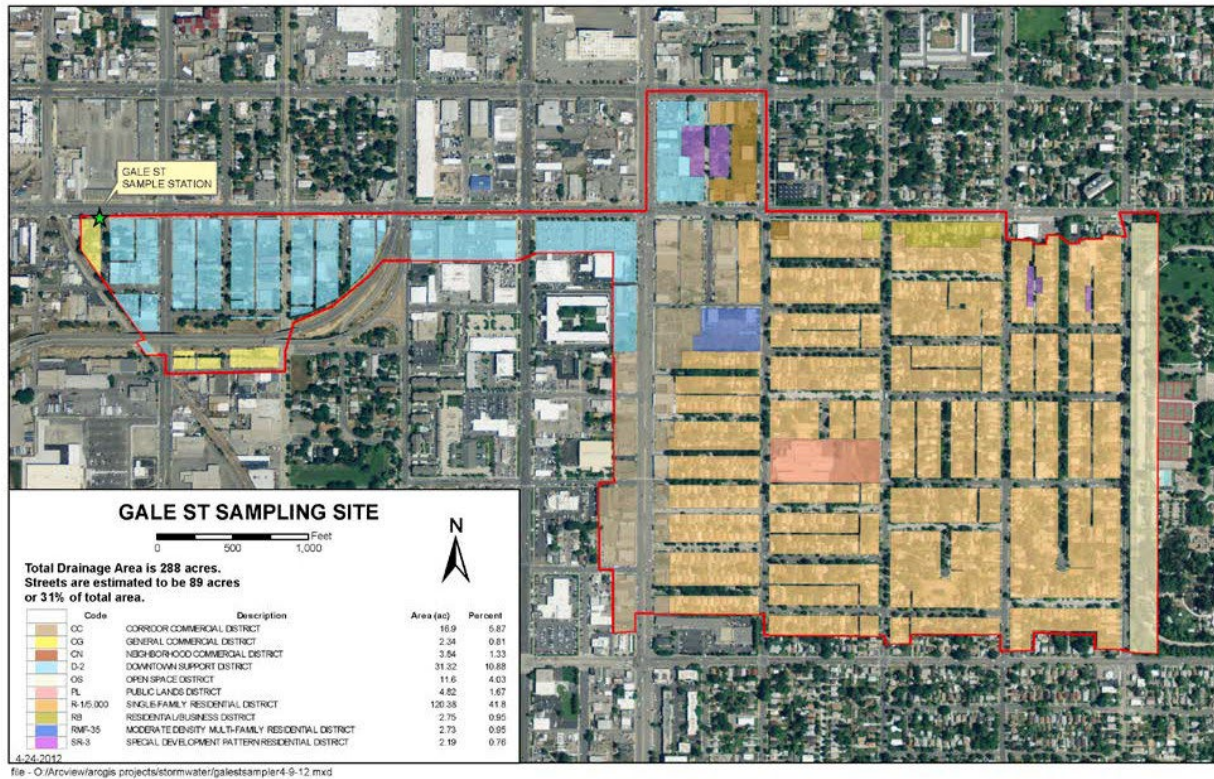 GALE ST
SAMPLE STATION
GALE ST SAMPLING SITE
N
Feet
0 500 1,000
Total Drainage Area is 288 acres.
Streets are estimated to be 89 acres
or 31% of total area.
Code Description Area (ac) Percent
CC CORRIDOR COMMERCIAL DISTRICT 16.9 5.87
CG GENERAL COMMERCIAL DISTRICT 2.34 0.81
CN NEIGHBORHOOD COMMERCIAL DISTRICT 3.84 1.33
D-2 DOWNTOWN SUPPORT DISTRICT 31.32 10.88
OS OPEN SPACE DISTRICT 11.6 4.03
PL PUBLIC LANDS DISTRICT 4.82 1.67
R-1/5,000 SINGLE-FAMILY RESIDENTIAL DISTRICT 120.38 41.8
RB RESIDENTIAL/BUSINESS DISTRICT 2.75 0.95
RMF-35 MODERATE DENSITY MULTI-FAMILY RESIDENTIAL DISTRICT 2.73 0.95
SR-3 SPECIAL DEVELOPMENT PATTERN RESIDENTIAL DISTRICT 2.19 0.76
4-24-2012
file - O:/Arcview/arcgis projects/stormwater/galestsampler4-9-12.mxd